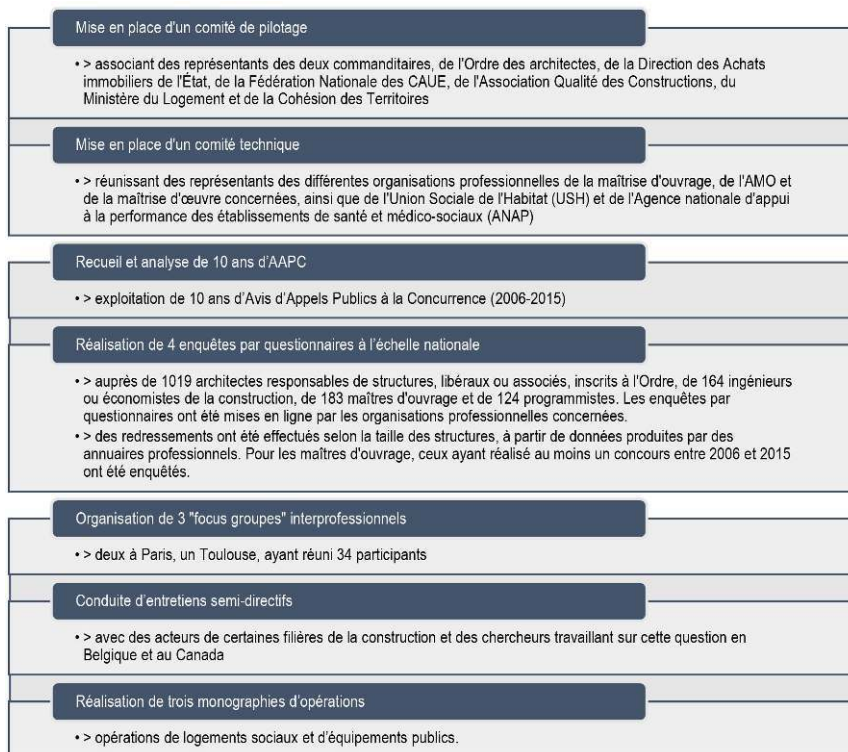 Mise en place d'un comité de pilotage
• > associant des représentants des deux commanditaires, de l'Ordre des architectes, de la Direction des Achats
immobiliers de l'État, de la Fédération Nationale des CAUE, de l'Association Qualité des Constructions, du
Ministère du Logement et de la Cohésion des Territoires
Mise en place d'un comité technique
• > réunissant des représentants des différentes organisations professionnelles de la maîtrise d'ouvrage, de l'AMO et
de la maîtrise d'œuvre concernées, ainsi que de l'Union Sociale de l'Habitat (USH) et de l'Agence nationale d'appui
à la performance des établissements de santé et médico-sociaux (ANAP)
Recueil et analyse de 10 ans d'AAPC
• > exploitation de 10 ans d'Avis d'Appels Publics à la Concurrence (2006-2015)
Réalisation de 4 enquêtes par questionnaires à l'échelle nationale
• > auprès de 1019 architectes responsables de structures, libéraux ou associés, inscrits à l'Ordre, de 164 ingénieurs
ou économistes de la construction, de 183 maîtres d'ouvrage et de 124 programmistes. Les enquêtes par
questionnaires ont été mises en ligne par les organisations professionnelles concernées.
• > des redressements ont été effectués selon la taille des structures, à partir de données produites par des
annuaires professionnels. Pour les maîtres d'ouvrage, ceux ayant réalisé au moins un concours entre 2006 et 2015
ont été enquêtés.
Organisation de 3 "focus groupes" interprofessionnels
• > deux à Paris, un Toulouse, ayant réuni 34 participants
Conduite d'entretiens semi-directifs
• > avec des acteurs de certaines filières de la construction et des chercheurs travaillant sur cette question en
Belgique et au Canada
Réalisation de trois monographies d'opérations
• > opérations de logements sociaux et d'équipements publics.